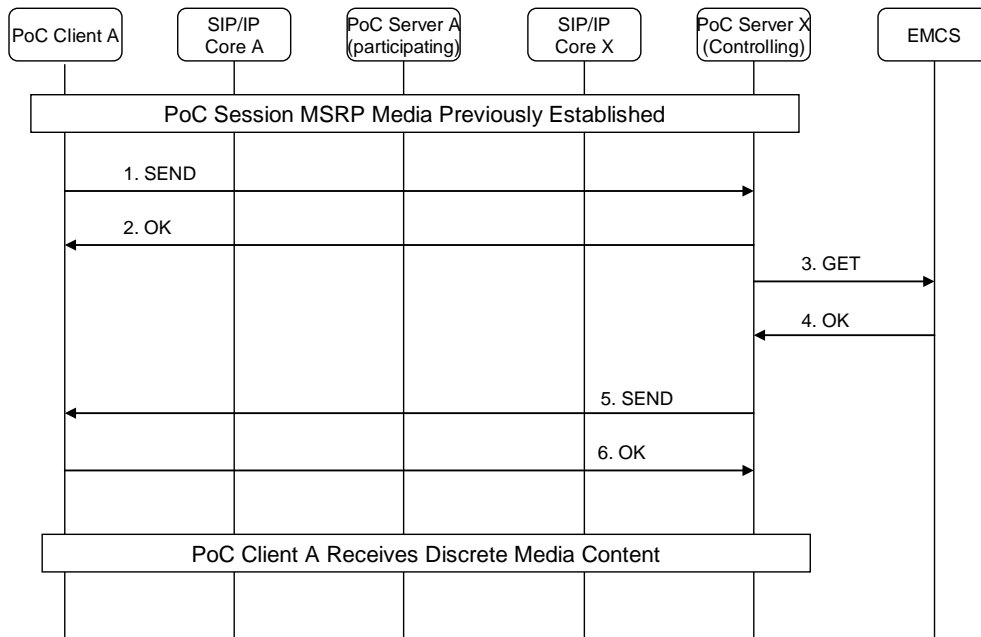 PoC Client A
SIP/IP
Core A
PoC Server A
(participating)
SIP/IP
Core X
PoC Server X
(Controlling)
EMCS
PoC Session MSRP Media Previously Established
1. SEND
2. OK
3. GET
4. OK
5. SEND
6. OK
PoC Client A Receives Discrete Media Content